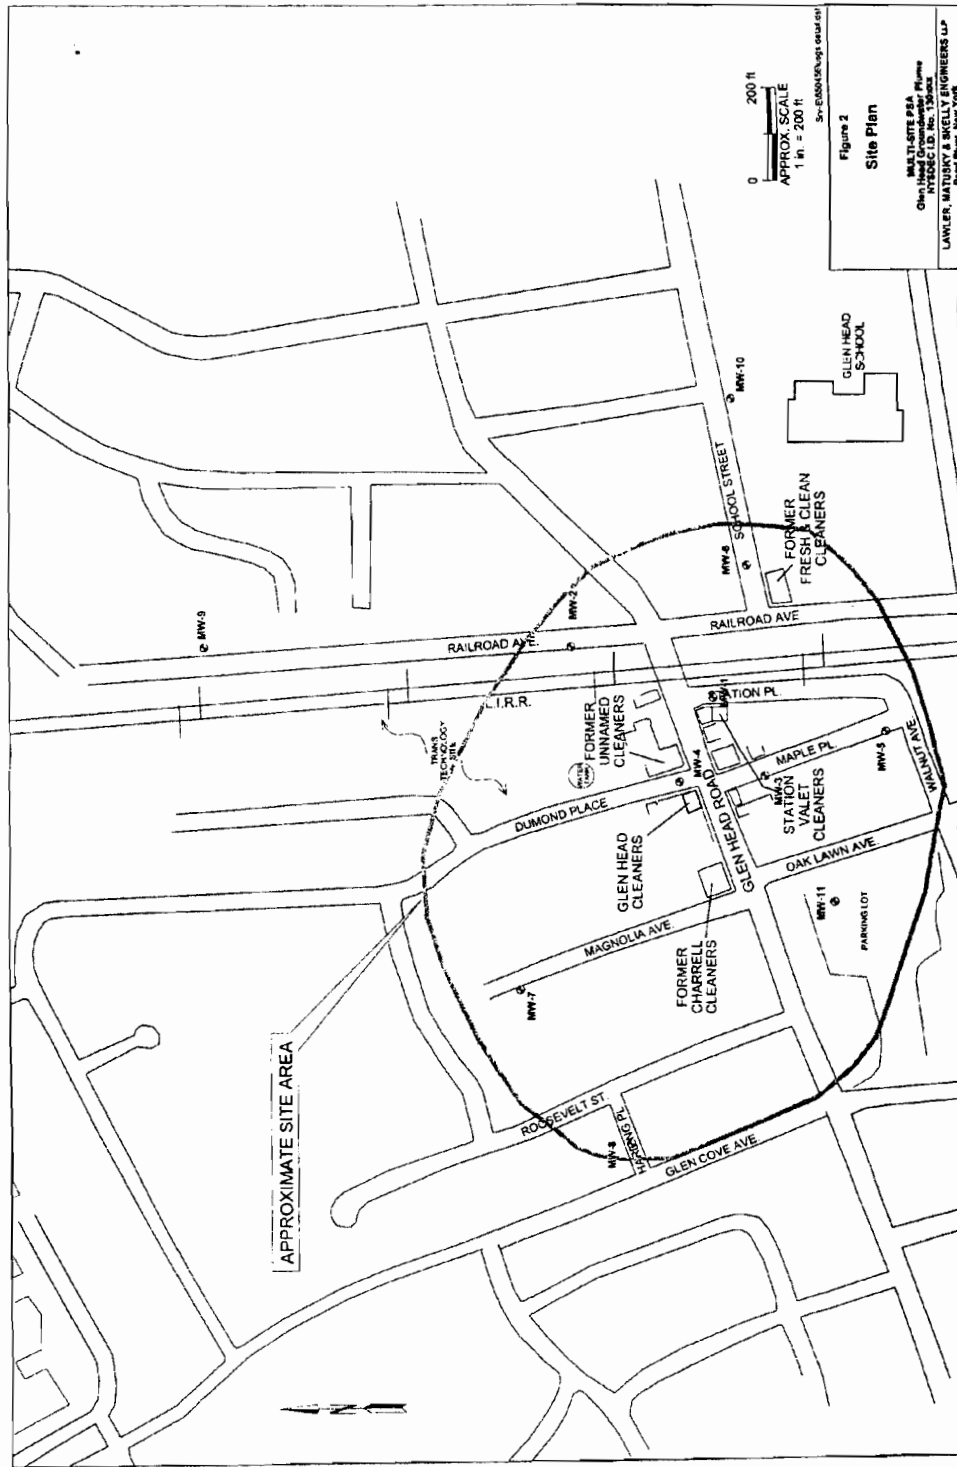 APPROXIMATE SITE AREA
MW-9
RAILROAD AVE.
MW-2
L.I.R.R.
TRANS
TECHNOLOGY
SITE
FORMER
UNNAMED
CLEANERS
DUMOND PLACE
MW-4
GLEN HEAD
CLEANERS
GLEN HEAD ROAD
MAGNOLIA AVE.
MW-7
FORMER
CHARRELL
CLEANERS
ROOSEVELT ST.
MW-8
GLEN COVE AVE.
MW-10
SCHOOL STREET
MW-6
FORMER
FRESH & CLEAN
CLEANERS
RAILROAD AVE
MW-1
MAPLE PL.
MW-3
STATION
VALET
CLEANERS
MW-5
WALNUT AVE.
OAK LAWN AVE.
MW-11
PARKING LOT
GLEN HEAD
SCHOOL
0 200 ft
APPROX. SCALE
1 in. = 200 ft
Figure 2
Site Plan
MULTI-SITE PSA
Glen Head Groundwater Plume
NYSDEC I.D. No.
LAWLER, MATUSKY & SKELLY ENGINEERS LLP